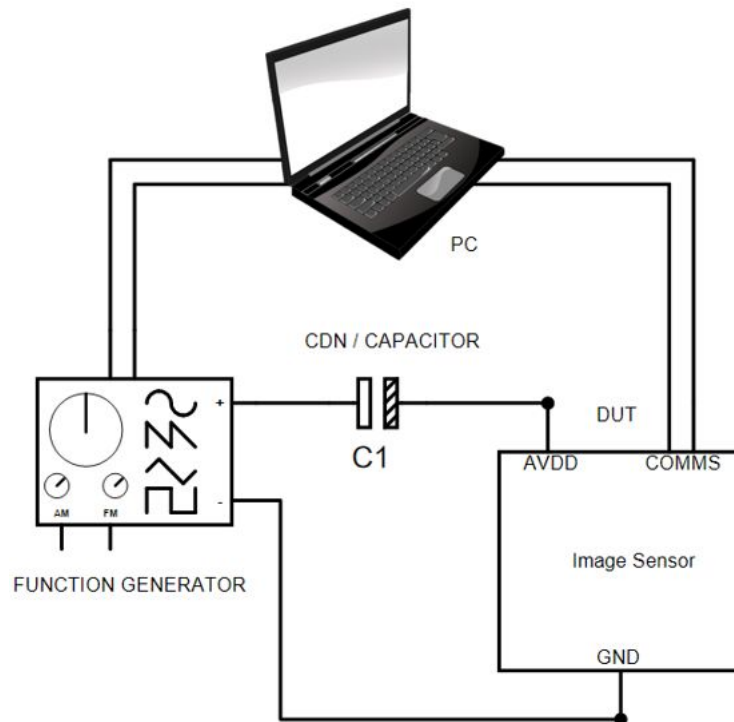 PC
CDN / CAPACITOR
+
C1
DUT
AVDD
COMMS
-
AM
FM
Image Sensor
FUNCTION GENERATOR
GND